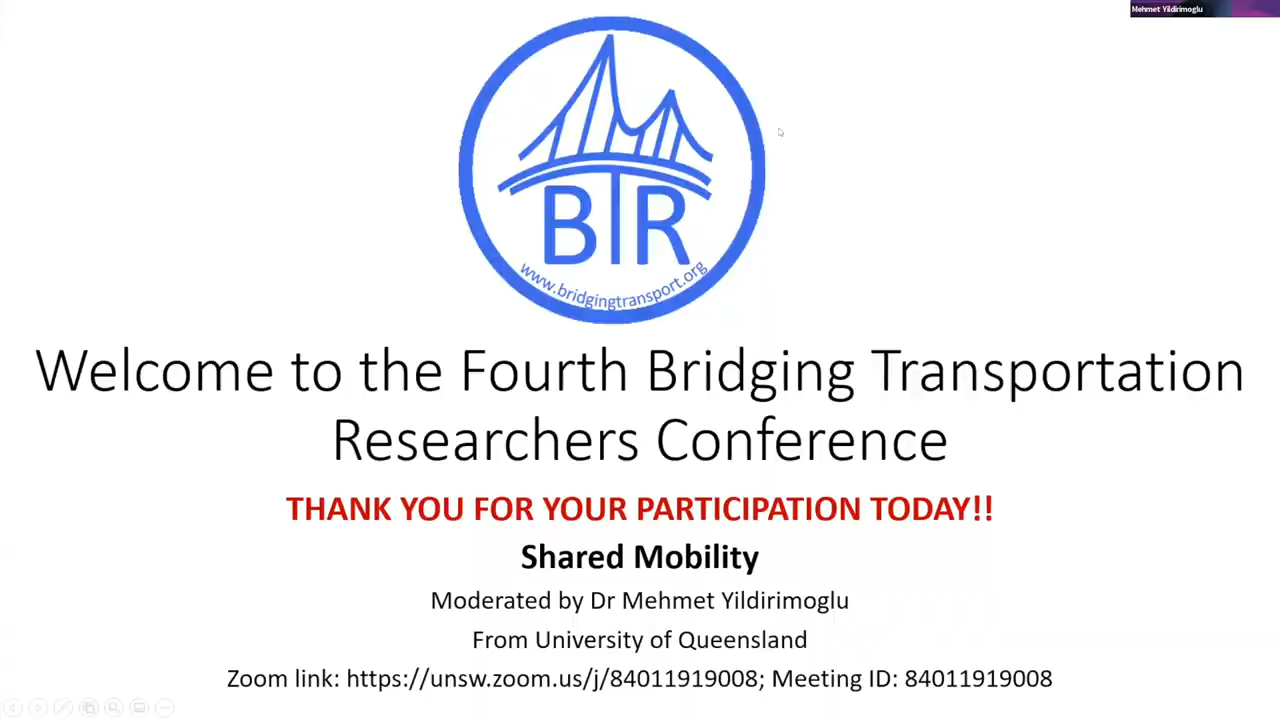 Mehmet Yildirimoglu
BTR
www.bridgingtransport.org
Welcome to the Fourth Bridging Transportation
Researchers Conference
THANK YOU FOR YOUR PARTICIPATION TODAY!!
Shared Mobility
Moderated by Dr Mehmet Yildirimoglu
From University of Queensland
Zoom link: https://unsw.zoom.us/j/84011919008; Meeting ID: 84011919008